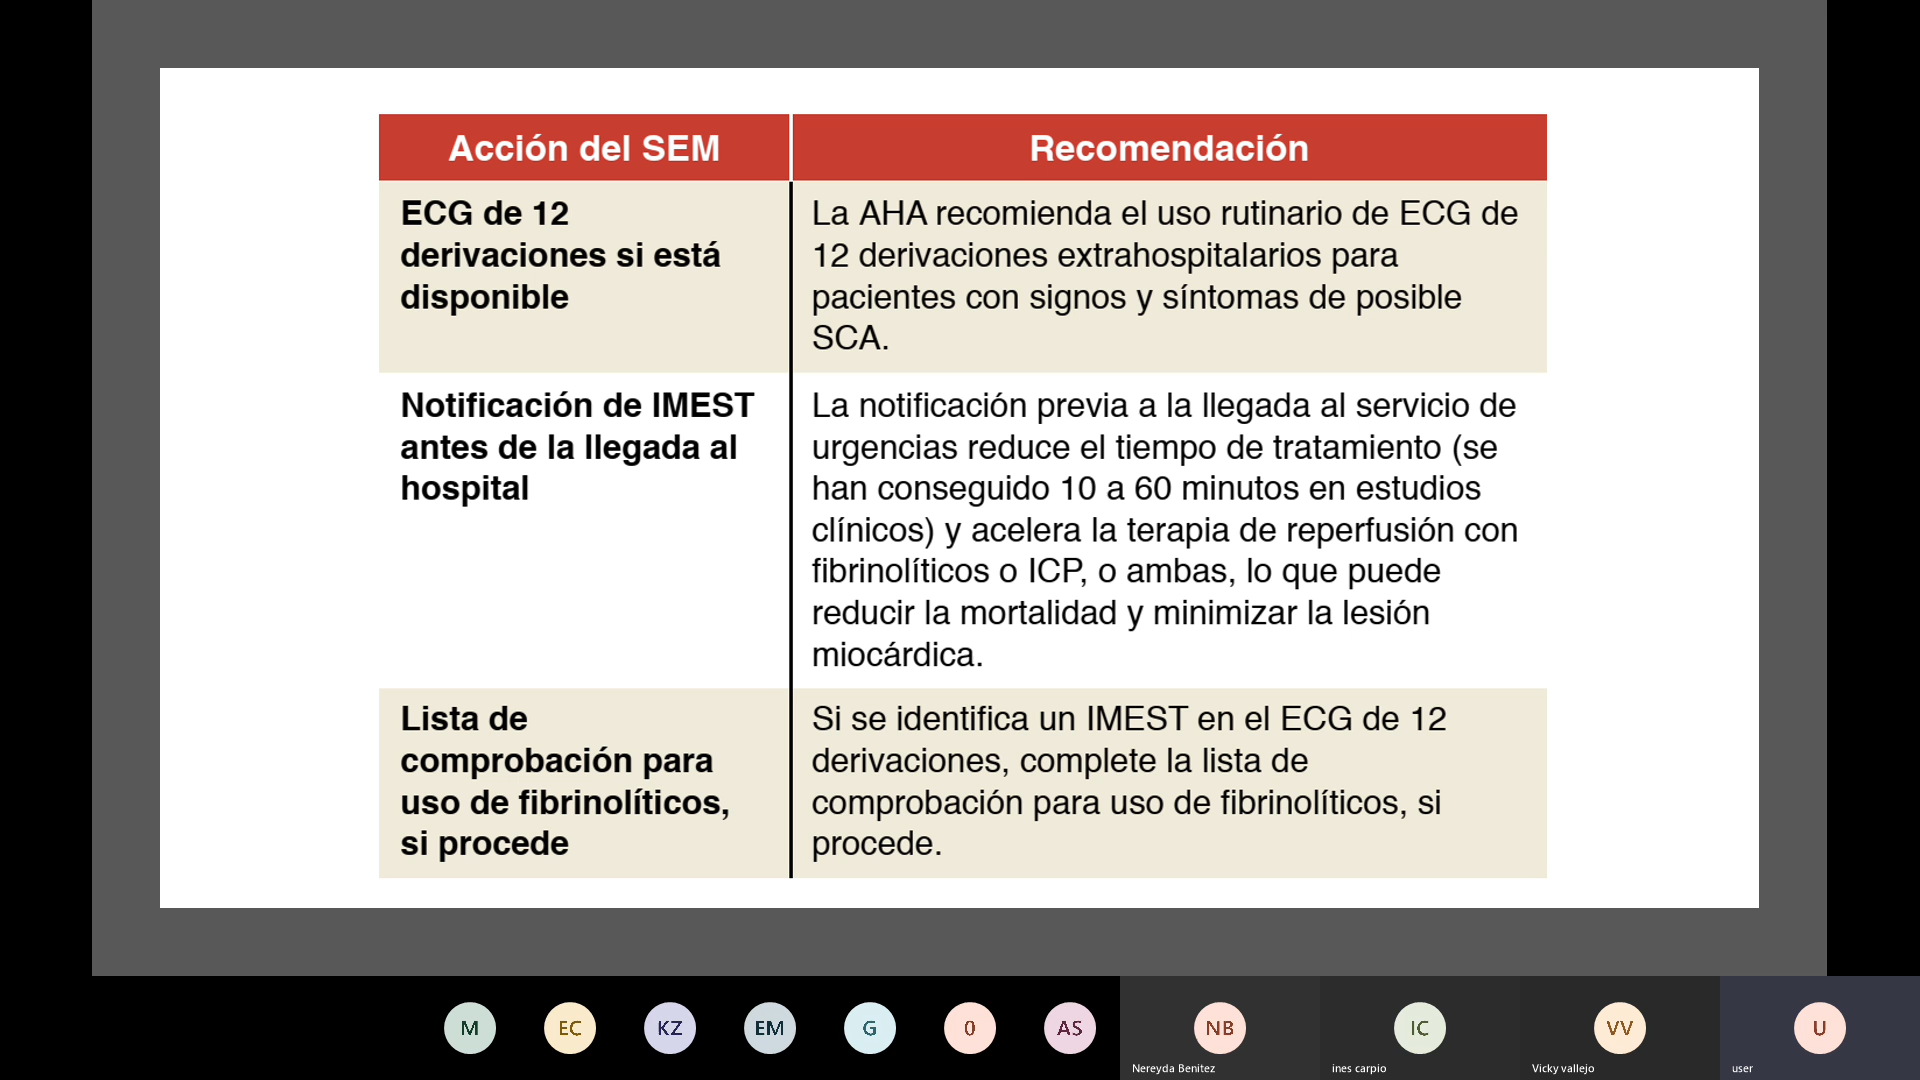 Acción del SEM
Recomendación
ECG de 12
derivaciones si está
disponible
La AHA recomienda el uso rutinario de ECG de
12 derivaciones extrahospitalarios para
pacientes con signos y síntomas de posible
SCA.
Notificación de IMEST
antes de la llegada al
hospital
La notificación previa a la llegada al servicio de
urgencias reduce el tiempo de tratamiento (se
han conseguido 10 a 60 minutos en estudios
clínicos) y acelera la terapia de reperfusión con
fibrinolíticos o ICP, o ambas, lo que puede
reducir la mortalidad y minimizar la lesión
miocárdica.
Lista de
comprobación para
uso de fibrinolíticos,
si procede
Si se identifica un IMEST en el ECG de 12
derivaciones, complete la lista de
comprobación para uso de fibrinolíticos, si
procede.
M
EC
KZ
EM
G
0
AS
NB
IC
VV
U
Nereyda Benitez
ines carpio
Vicky vallejo
user